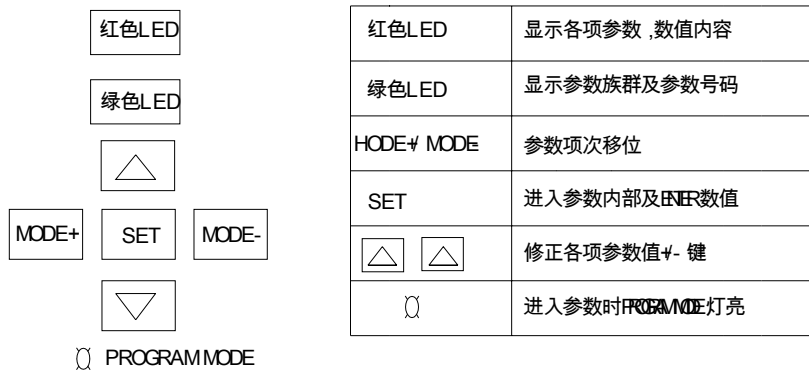 红色LED
绿色LED
MODE+ SET MODE-
PROGRAM MODE
红色LED 显示各项参数 ,数值内容
绿色LED 显示参数族群及参数号码
HODE+/ MODE- 参数项次移位
SET 进入参数内部及ENTER数值
修正各项参数值+/- 键
进入参数时PROGRAM MODE灯亮